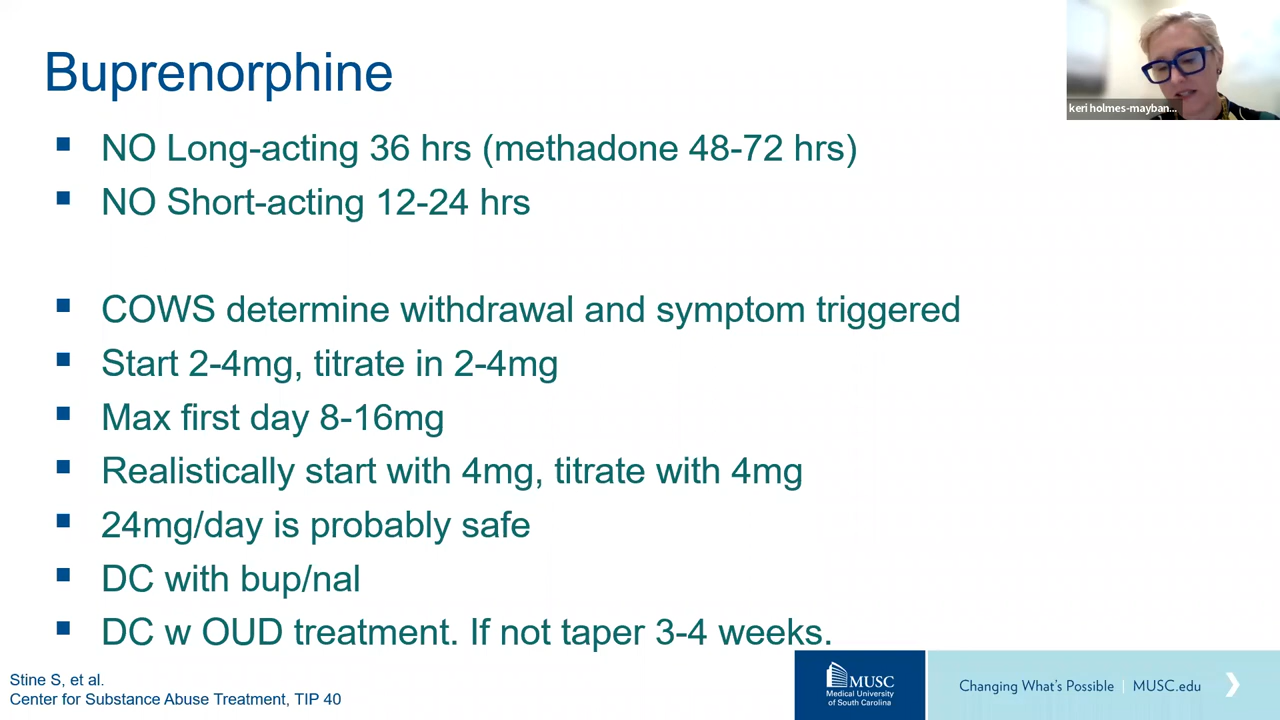 Buprenorphine
keri holmes-mayban...
NO Long-acting 36 hrs (methadone 48-72 hrs)
NO Short-acting 12-24 hrs
COWS determine withdrawal and symptom triggered
Start 2-4mg, titrate in 2-4mg
Max first day 8-16mg
Realistically start with 4mg, titrate with 4mg
24mg/day is probably safe
DC with bup/nal
DC w OUD treatment. If not taper 3-4 weeks.
Stine S, et al.
Center for Substance Abuse Treatment, TIP 40
MUSC
Medical University
of South Carolina
Changing What's Possible | MUSC.edu